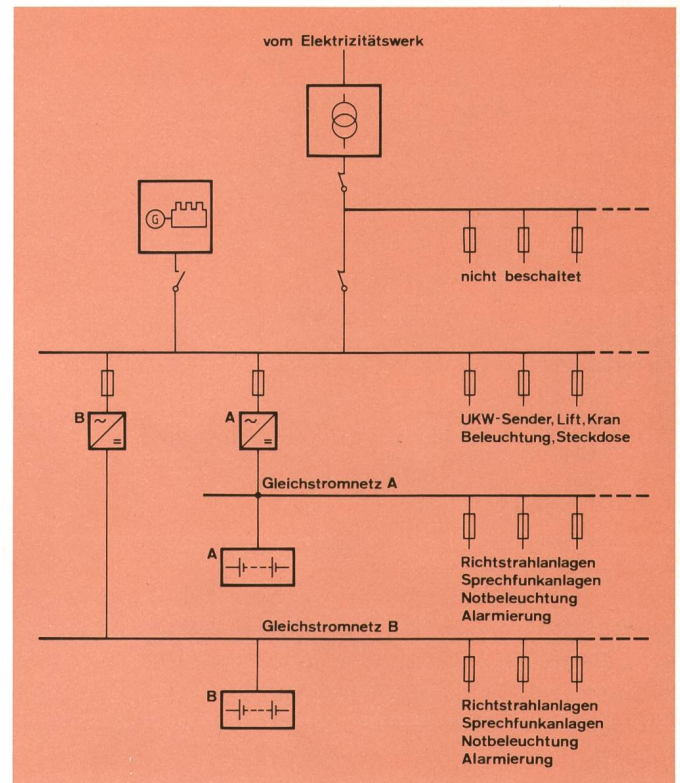 vom Elektrizitätswerk
G
nicht beschaltet
B
A
UKW-Sender, Lift, Kran
Beleuchtung, Steckdose
Gleichstromnetz A
A
Richtstrahlanlagen
Sprechfunkanlagen
Notbeleuchtung
Alarmierung
Gleichstromnetz B
B
Richtstrahlanlagen
Sprechfunkanlagen
Notbeleuchtung
Alarmierung